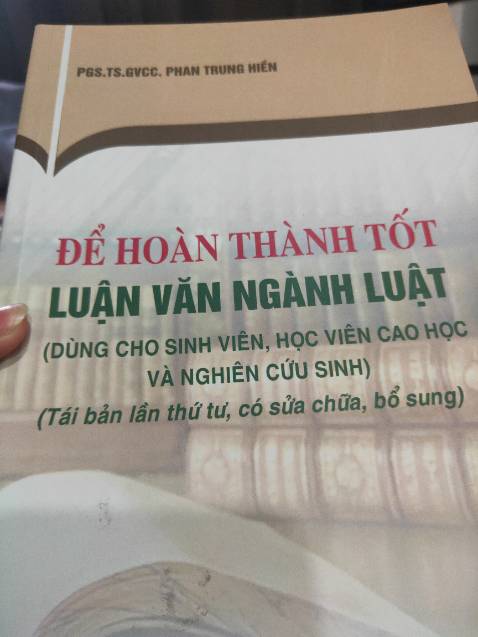 PGS.TS.GVCC. PHAN TRUNG HIỀN
ĐỂ HOÀN THÀNH TỐT
LUẬN VĂN NGÀNH LUẬT
(DÙNG CHO SINH VIÊN, HỌC VIÊN CAO HỌC
VÀ NGHIÊN CỨU SINH)
(Tái bản lần thứ tư, có sửa chữa, bổ sung)